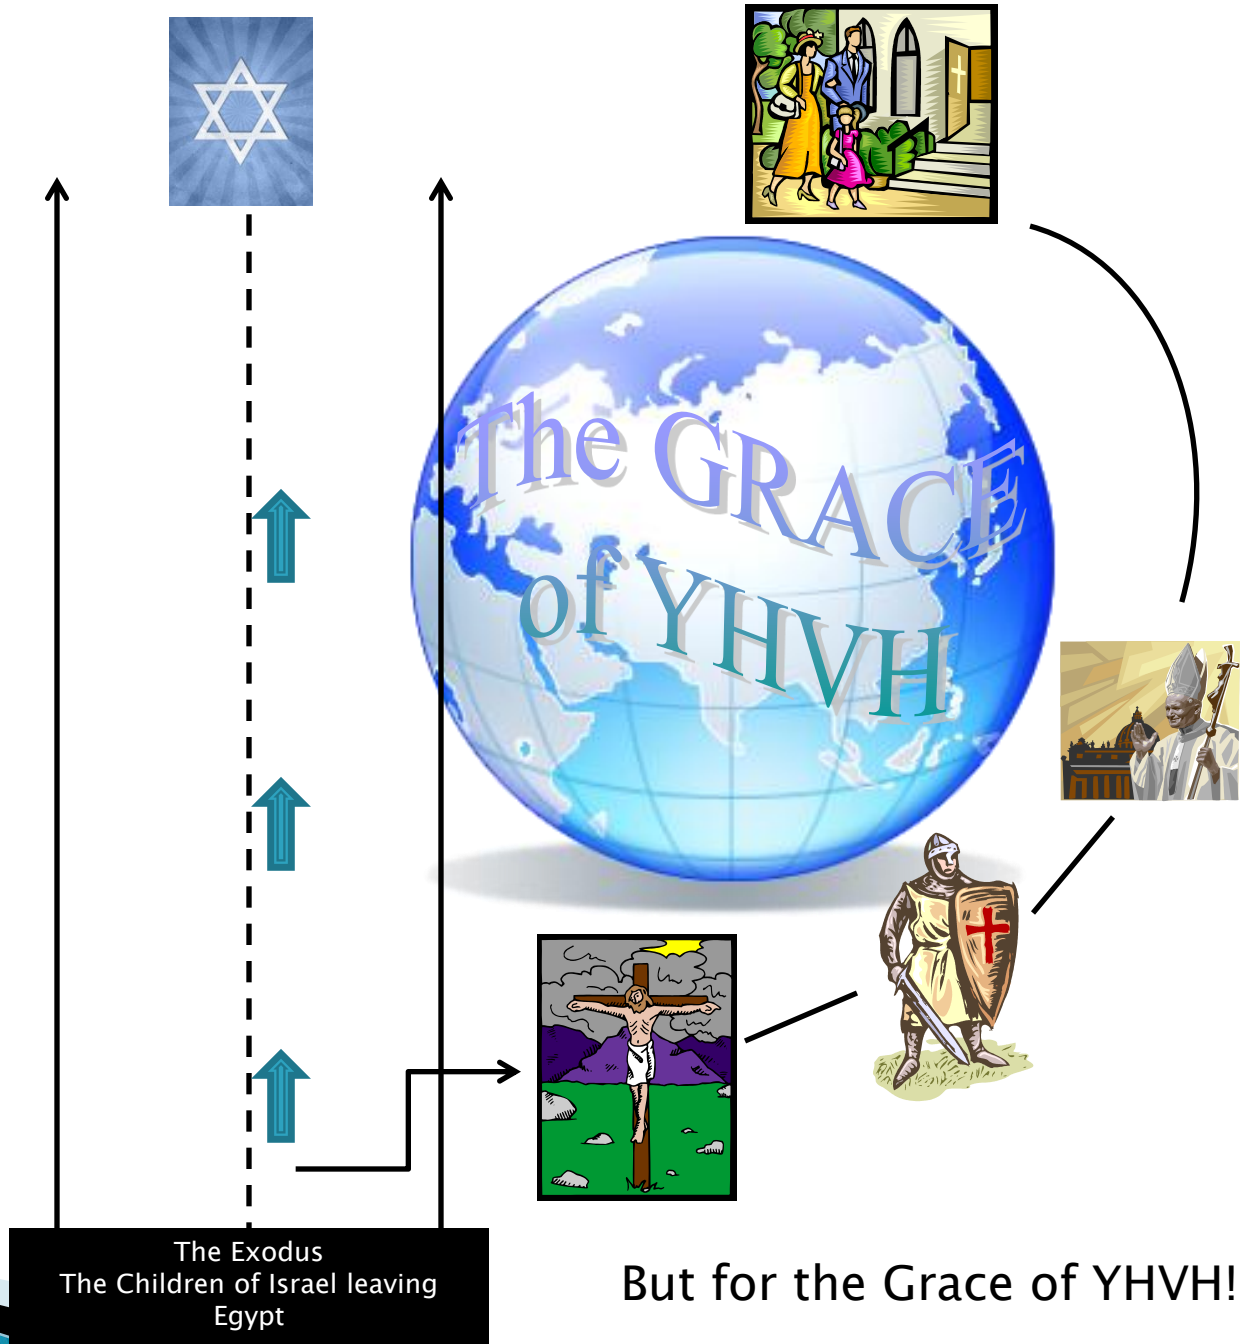 The GRACE
of YHVH
The Exodus
The Children of Israel leaving
Egypt
But for the Grace of YHVH!